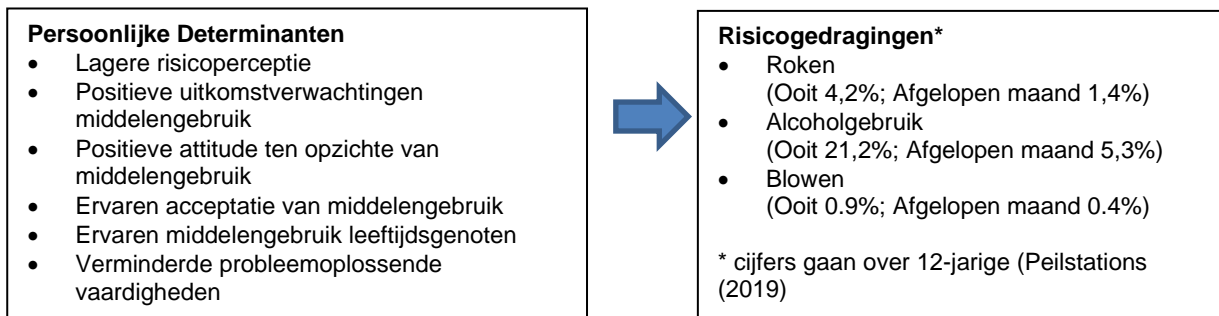 Persoonlijke Determinanten
• Lagere risicoperceptie
• Positieve uitkomstverwachtingen
middelengebruik
• Positieve attitude ten opzichte van
middelengebruik
• Ervaren acceptatie van middelengebruik
• Ervaren middelengebruik leeftijdsgenoten
• Verminderde probleemoplossende
vaardigheden
Risicogedragingen*
• Roken
(Ooit 4,2%; Afgelopen maand 1,4%)
• Alcoholgebruik
(Ooit 21,2%; Afgelopen maand 5,3%)
• Blowen
(Ooit 0.9%; Afgelopen maand 0.4%)
* cijfers gaan over 12-jarige (Peilstations
(2019)